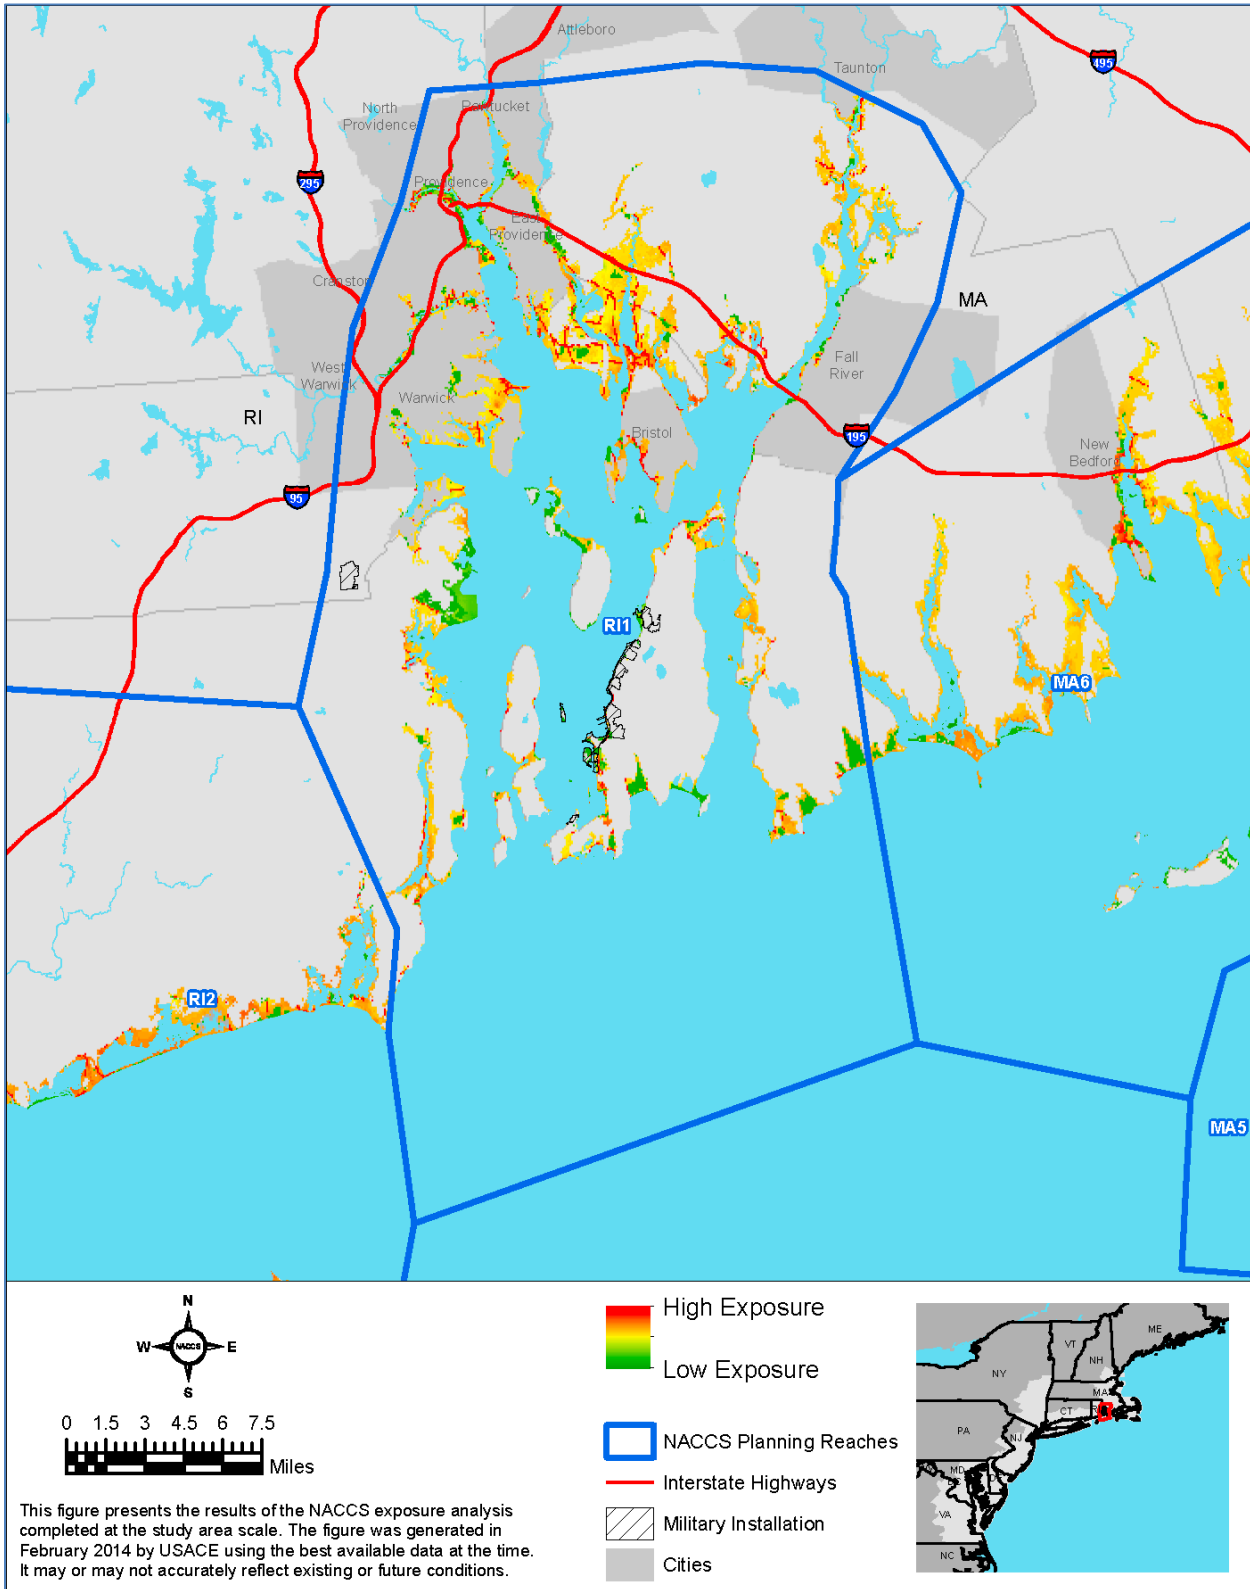 Attleboro
Taunton
495
North
Providence
Pawtucket
295
Providence
East
Providence
Cranston
MA
West
Warwick
Warwick
Fall
River
RI
Bristol
195
New
Bedford
95
RI1
MA6
RI2
MA5
N
W NACCS E
S
0 1.5 3 4.5 6 7.5
Miles
This figure presents the results of the NACCS exposure analysis
completed at the study area scale. The figure was generated in
February 2014 by USACE using the best available data at the time.
It may or may not accurately reflect existing or future conditions.
High Exposure
Low Exposure
NACCS Planning Reaches
Interstate Highways
Military Installation
Cities
ME
VT
NH
NY
MA
CT
PA
NJ
MD
VA
NC